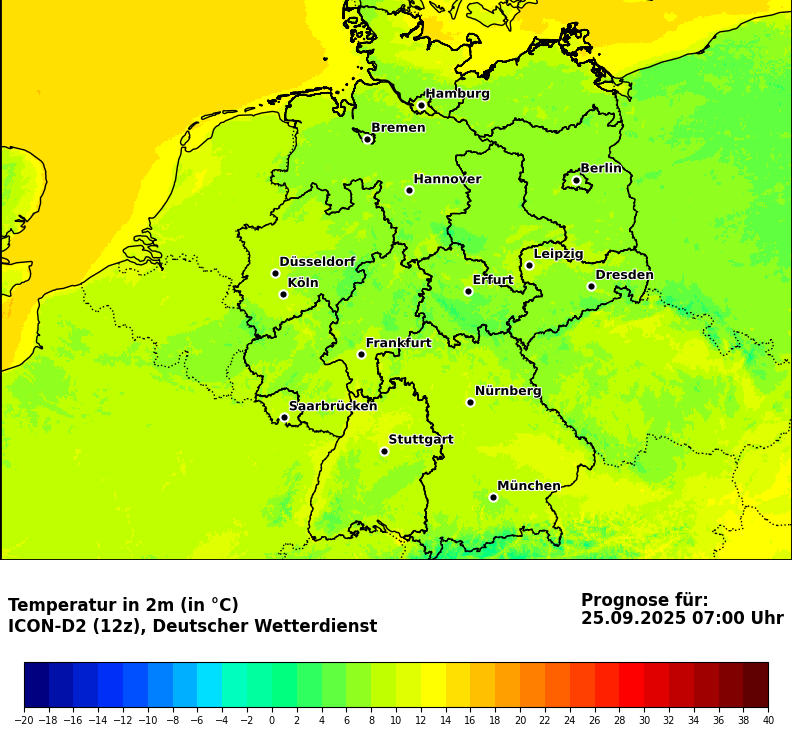 Hamburg
Bremen
Berlin
Hannover
Leipzig
Düsseldorf
Dresden
Köln
Erfurt
Frankfurt
Nürnberg
Saarbrücken
Stuttgart
München
Temperatur in 2m (in °C)
ICON-D2 (12z), Deutscher Wetterdienst
Prognose für:
25.09.2025 07:00 Uhr
−20 −18 −16 −14 −12 −10 −8 −6 −4 −2 0 2 4 6 8 10 12 14 16 18 20 22 24 26 28 30 32 34 36 38 40